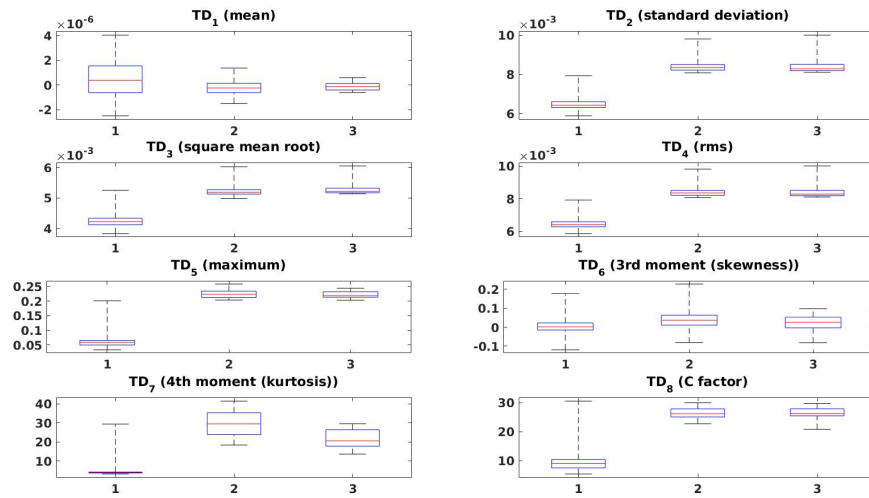 TD1 (mean)
×10-6
4
2
0
-2
1 2 3
TD2 (standard deviation)
×10-3
10
8
6
1 2 3
TD3 (square mean root)
×10-3
6
5
4
1 2 3
TD4 (rms)
×10-3
10
8
6
1 2 3
TD5 (maximum)
0.25
0.2
0.15
0.1
0.05
1 2 3
TD6 (3rd moment (skewness))
0.2
0.1
0
-0.1
1 2 3
TD7 (4th moment (kurtosis))
40
30
20
10
1 2 3
TD8 (C factor)
30
20
10
1 2 3